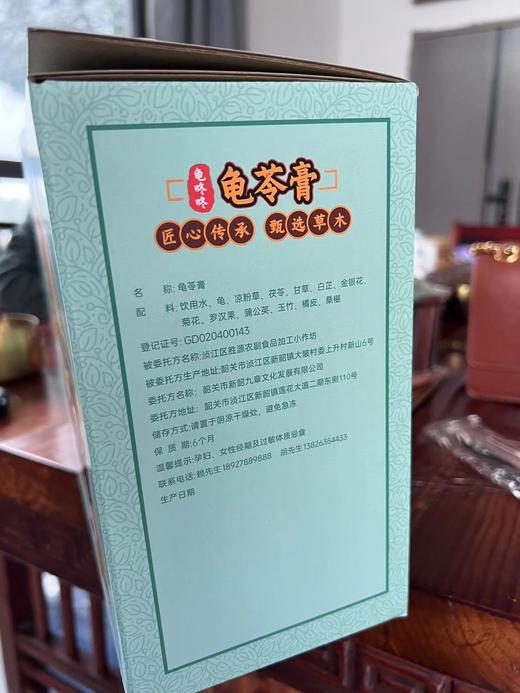 龟咚咚
龟苓膏
匠心传承 甄选草木
名 称:龟苓膏
配 料:饮用水、龟、凉粉草、茯苓、甘草、白芷、金银花、
菊花、罗汉果、蒲公英、玉竹、橘皮、桑椹
登记证号:GD020400143
被委托方名称:浈江区胜源农副食品加工小作坊
被委托方生产地址:韶关市浈江区新韶镇大陂村委上升村新山6号
委托方名称:韶关市新韶九章文化发展有限公司
委托方地址:韶关市浈江区新韶镇莲花大道二期东侧110号
储存方式:请置于阴凉干燥处，避免急冻
保 质 期:6个月
温馨提示:孕妇、女性经期及过敏体质忌食
联系电话:赖先生18927889888 胡先生13826354433
生产日期